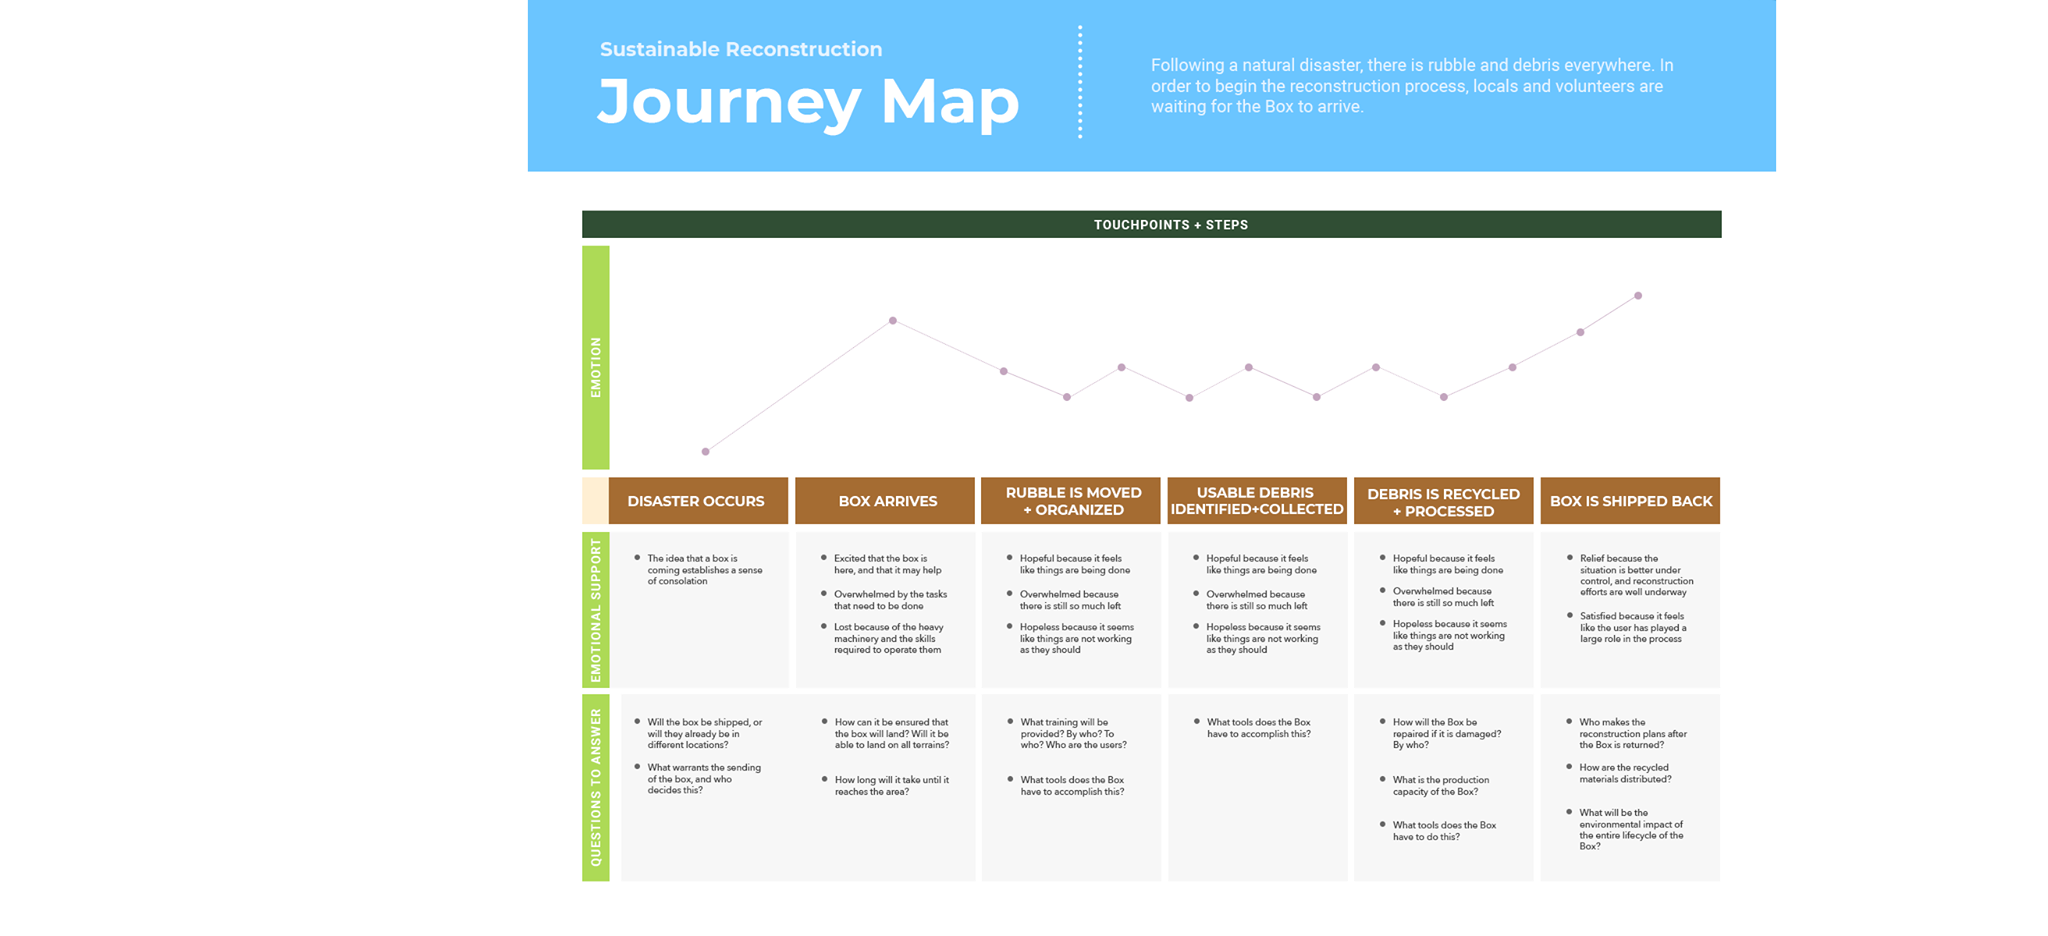 Sustainable Reconstruction
Journey Map
Following a natural disaster, there is rubble and debris everywhere. In
order to begin the reconstruction process, locals and volunteers are
waiting for the Box to arrive.
TOUCHPOINTS + STEPS
EMOTION
DISASTER OCCURS
BOX ARRIVES
RUBBLE IS MOVED
+ ORGANIZED
USABLE DEBRIS
IDENTIFIED+COLLECTED
DEBRIS IS RECYCLED
+ PROCESSED
BOX IS SHIPPED BACK
EMOTIONAL SUPPORT
The idea that a box is
coming establishes a sense
of consolation
Excited that the box is
here, and that it may help
Overwhelmed by the tasks
that need to be done
Lost because of the heavy
machinery and the skills
required to operate them
Hopeful because it feels
like things are being done
Overwhelmed because
there is still so much left
Hopeless because it seems
like things are not working
as they should
Hopeful because it feels
like things are being done
Overwhelmed because
there is still so much left
Hopeless because it seems
like things are not working
as they should
Hopeful because it feels
like things are being done
Overwhelmed because
there is still so much left
Hopeless because it seems
like things are not working
as they should
Relief because the
situation is better under
control, and reconstruction
efforts are well underway
Satisfied because it feels
like the user has played a
large role in the process
QUESTIONS TO ANSWER
Will the box be shipped, or
will they already be in
different locations?
What warrants the sending
of the box, and who
decides this?
How can it be ensured that
the box will land? Will it be
able to land on all terrains?
How long will it take until it
reaches the area?
What training will be
provided? By who? To
who? Who are the users?
What tools does the Box
have to accomplish this?
What tools does the Box
have to accomplish this?
How will the Box be
repaired if it is damaged?
By who?
What is the production
capacity of the Box?
What tools does the Box
have to do this?
Who makes the
reconstruction plans after
the Box is returned?
How are the recycled
materials distributed?
What will be the
environmental impact of
the entire lifecycle of the
Box?